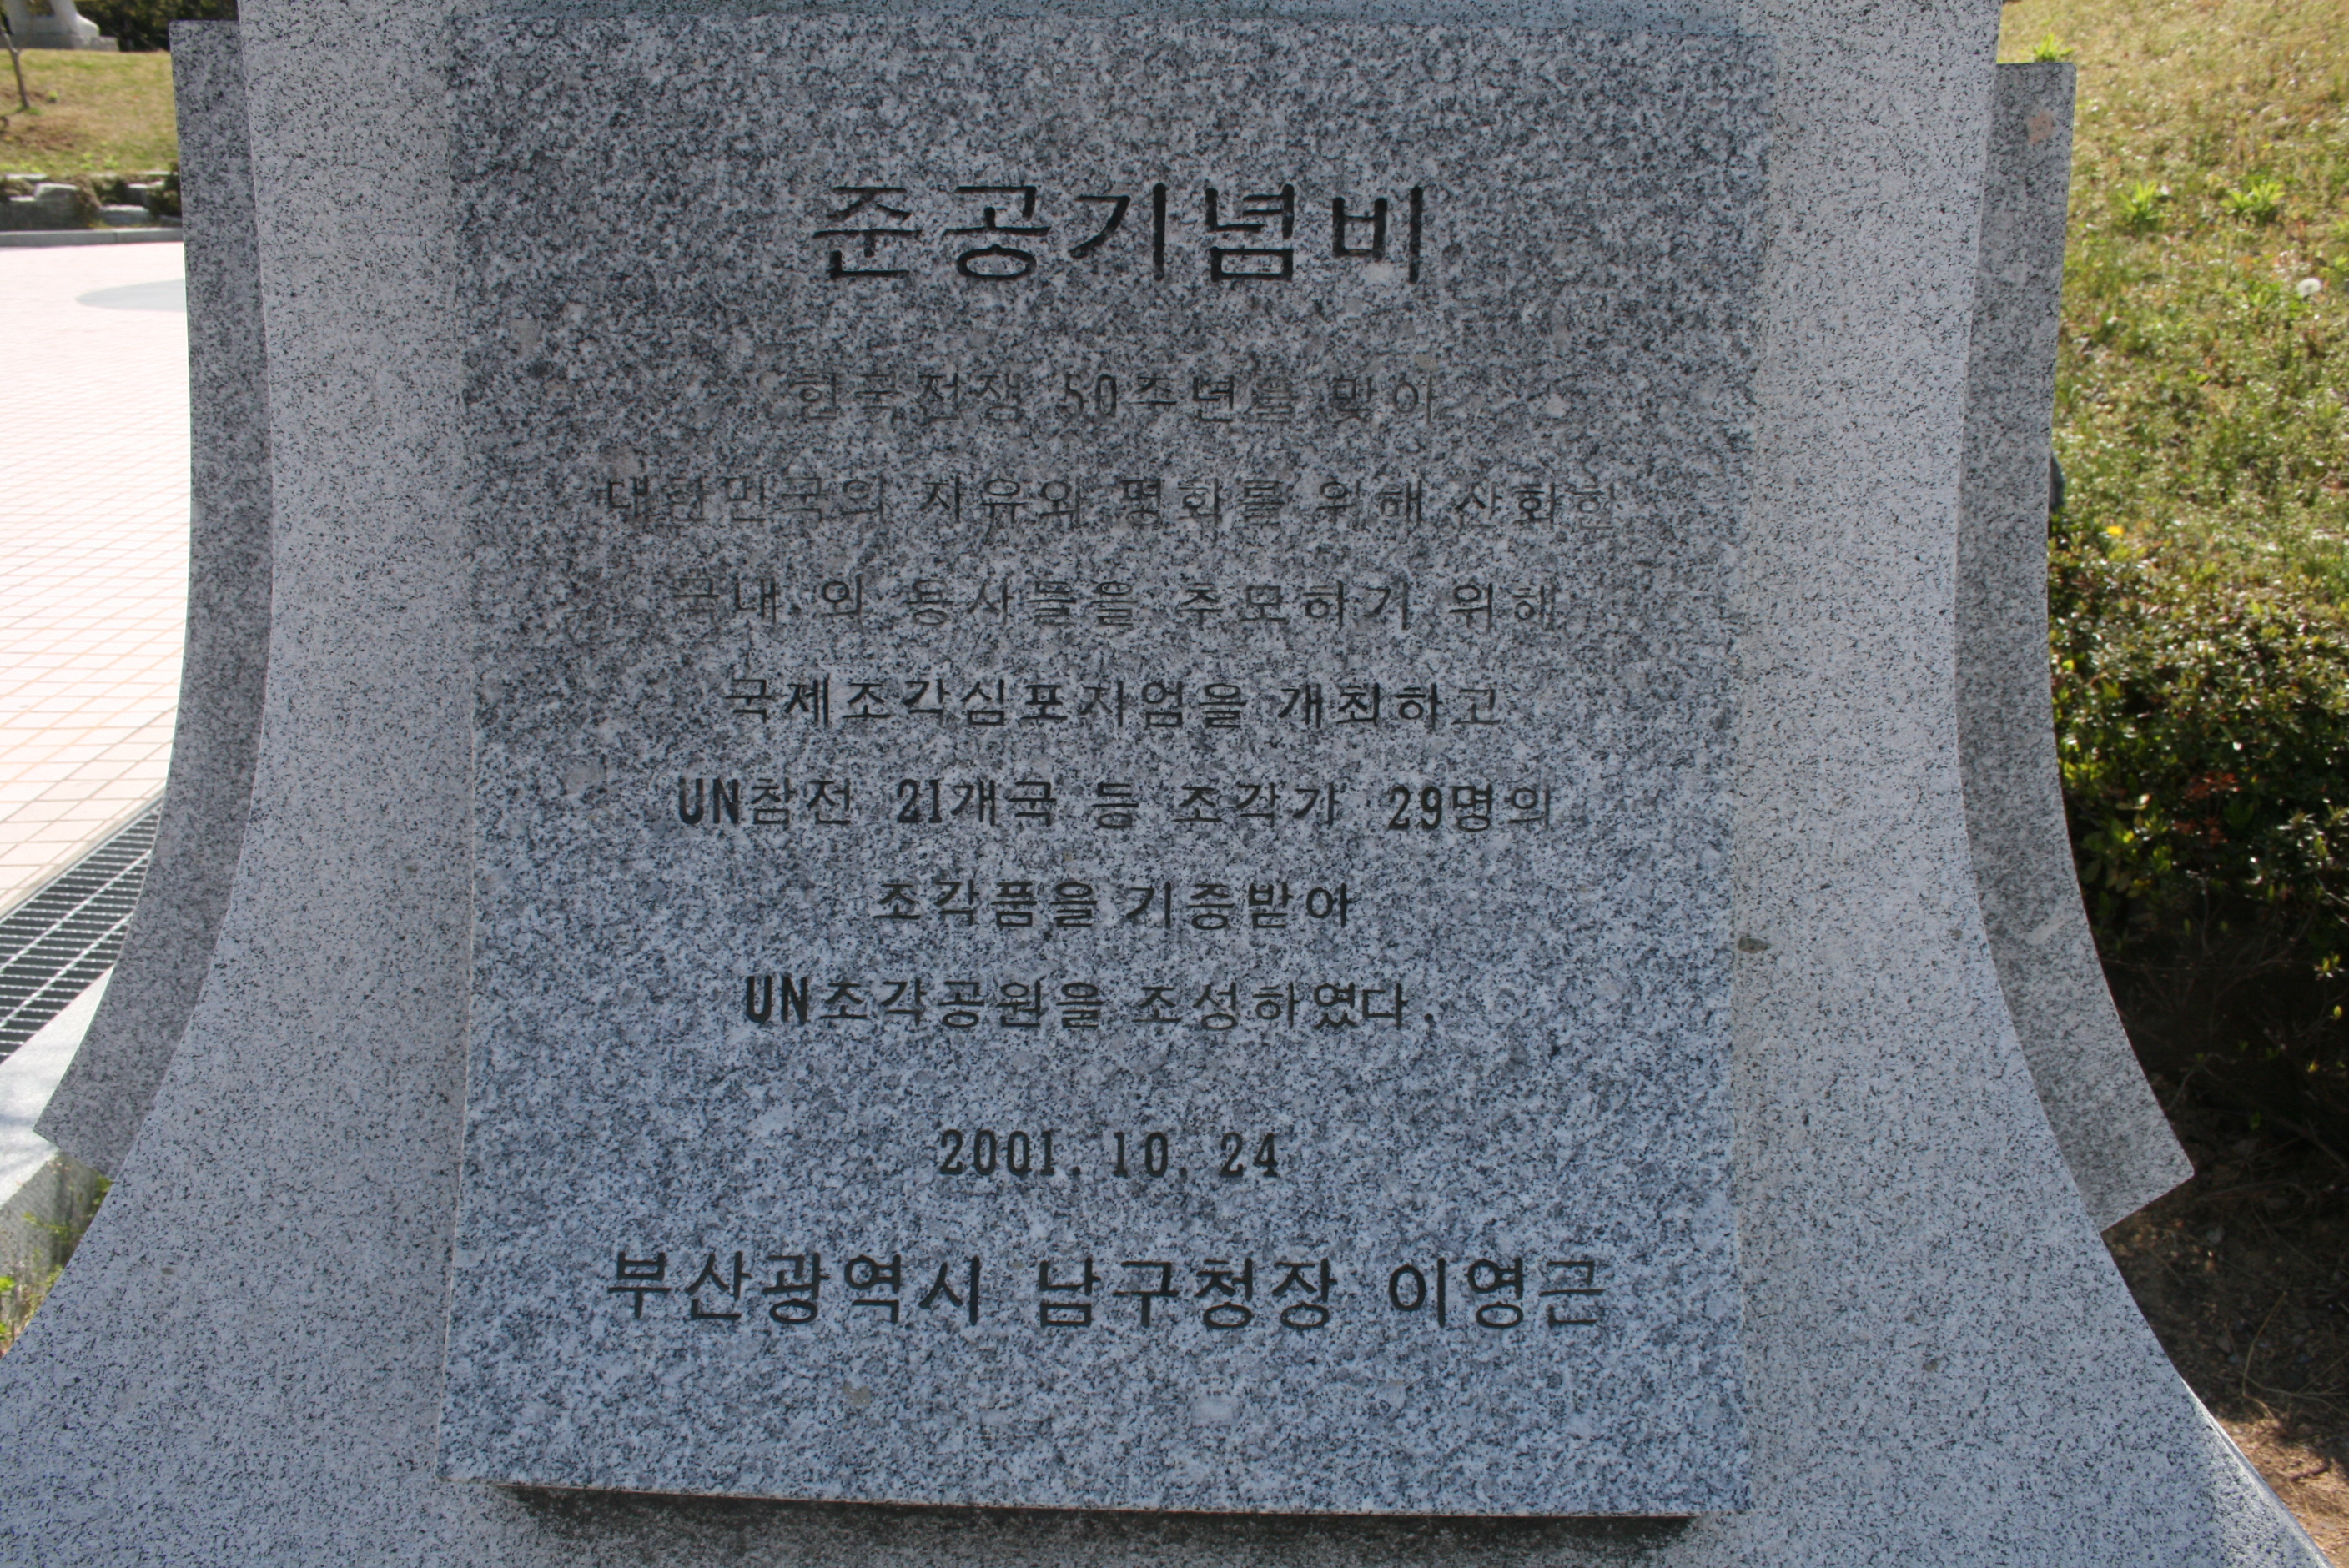 준공기념비
한국전쟁 50주년을 맞아
대한민국의 자유와 평화를 위해 산화한
국내.외 용사들을 추모하기 위해
국제조각심포지엄을 개최하고
UN참전 21개국 등 조각가 29명의
조각품을 기증받아
UN조각공원을 조성하였다.
2001. 10. 24
부산광역시 남구청장 이영근